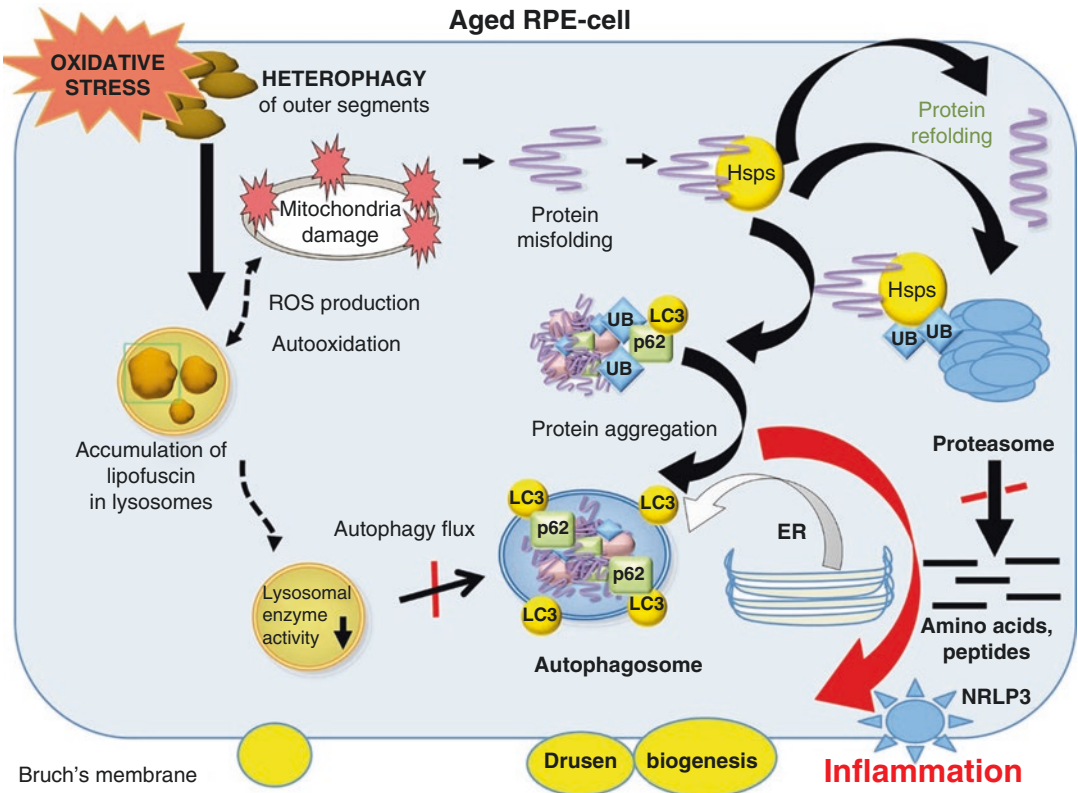 Aged RPE-cell
OXIDATIVE
STRESS
HETEROPHAGY
of outer segments
Protein
refolding
Mitochondria
damage
Protein
misfolding
Hsps
Hsps
UB
UB
ROS production
Autooxidation
UB
LC3
p62
UB
Protein aggregation
Accumulation of
lipofuscin
in lysosomes
Proteasome
Autophagy flux
LC3
p62
LC3
p62
LC3
LC3
ER
Lysosomal
enzyme
activity
Amino acids,
peptides
Autophagosome
NRLP3
Bruch's membrane
Drusen
biogenesis
Inflammation